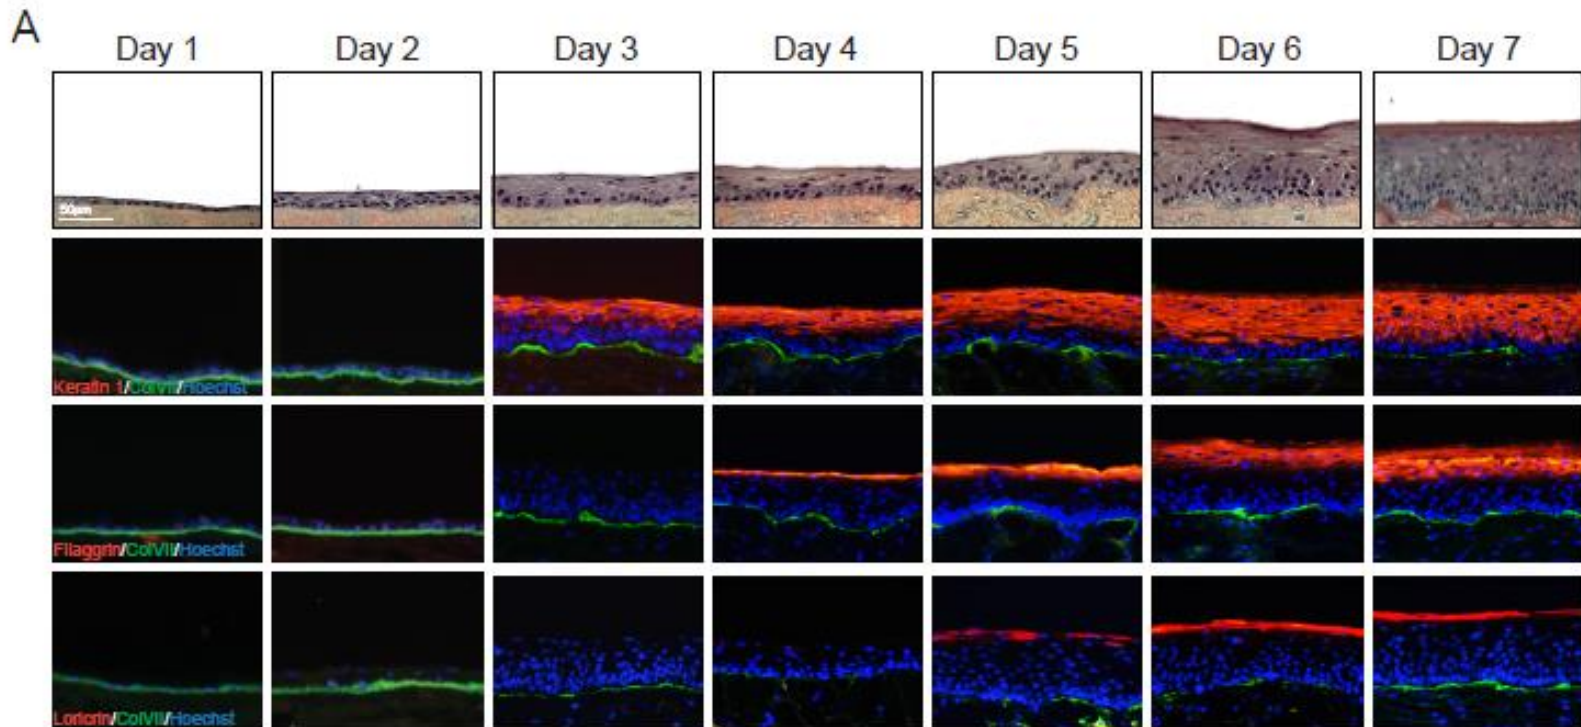 A
Day 1 Day 2 Day 3 Day 4 Day 5 Day 6 Day 7
50µm
Keratin 1/ColVII/Hoechst
Filaggrin/ColVII/Hoechst
Loricrin/ColVII/Hoechst